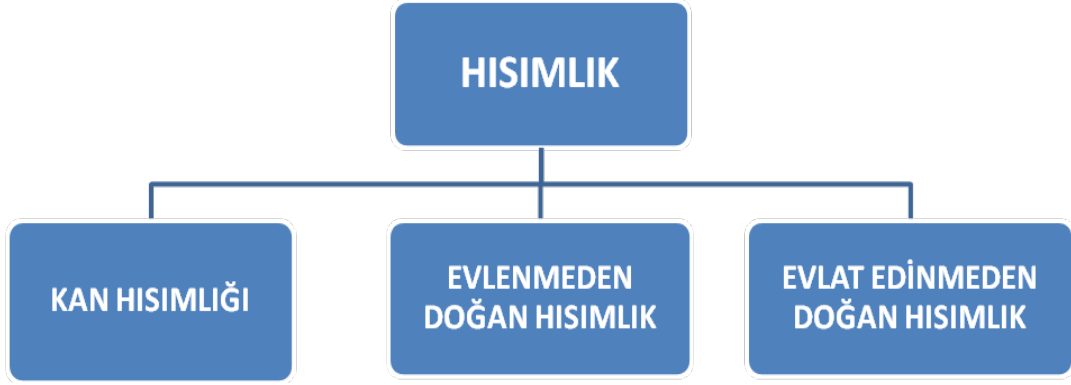 HISIMLIK
KAN HISIMLIĞI
EVLENMEDEN
DOĞAN HISIMLIK
EVLAT EDİNMEDEN
DOĞAN HISIMLIK